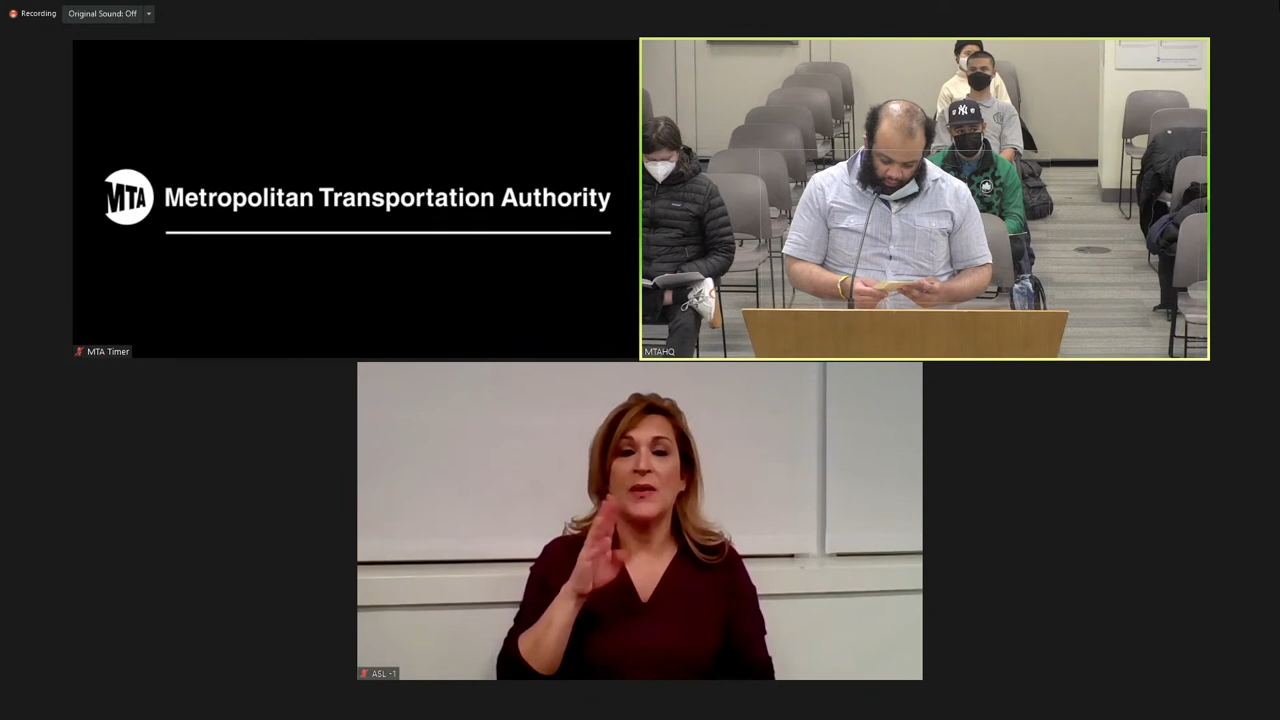 Recording
Original Sound: Off
MTA Metropolitan Transportation Authority
MTA Timer
MTAHQ
ASL -1